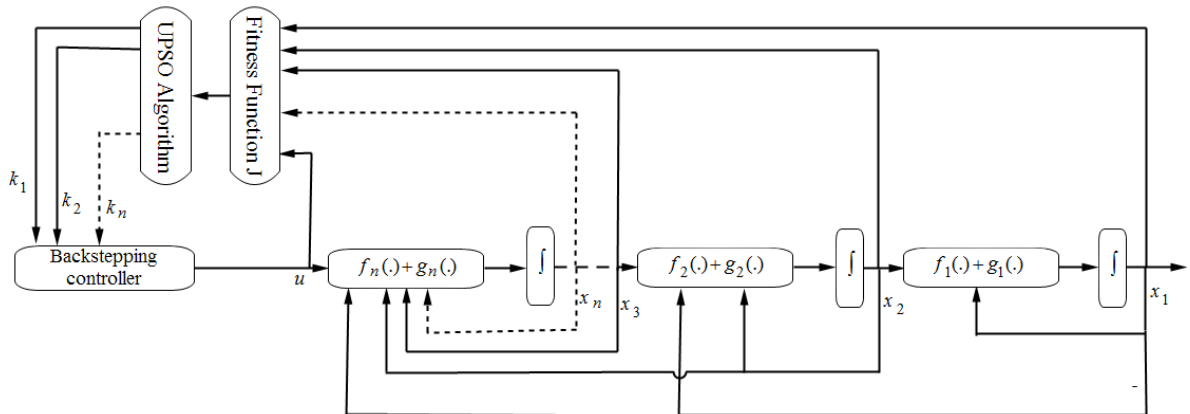 UPSO Algorithm
Fitness Function J
k₁
k₂
kₙ
Backstepping
controller
u
fₙ(.)+gₙ(.)
∫
xₙ
x₃
f₂(.)+g₂(.)
∫
x₂
f₁(.)+g₁(.)
∫
x₁